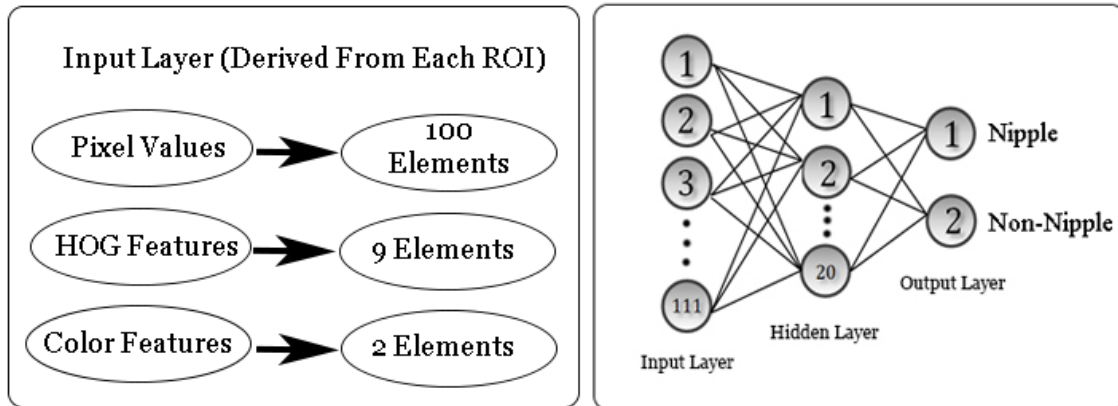 Input Layer (Derived From Each ROI)
Pixel Values
100
Elements
HOG Features
9 Elements
Color Features
2 Elements
1
2
3
111
Input Layer
1
2
20
Hidden Layer
1
Nipple
2
Non-Nipple
Output Layer